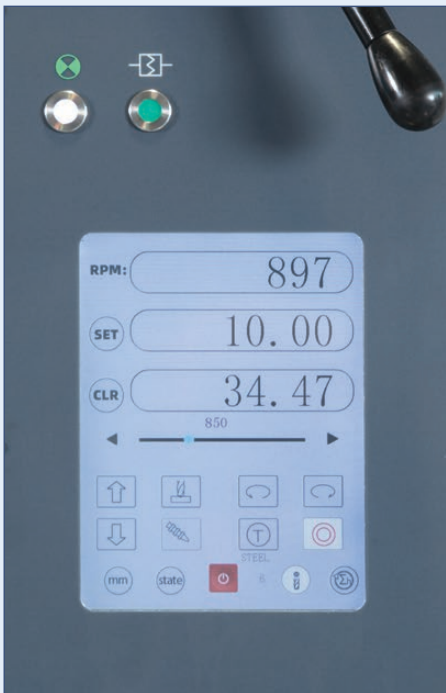 RPM: 897
SET 10.00
CLR 34.47
850
T
STEEL
mm state 6